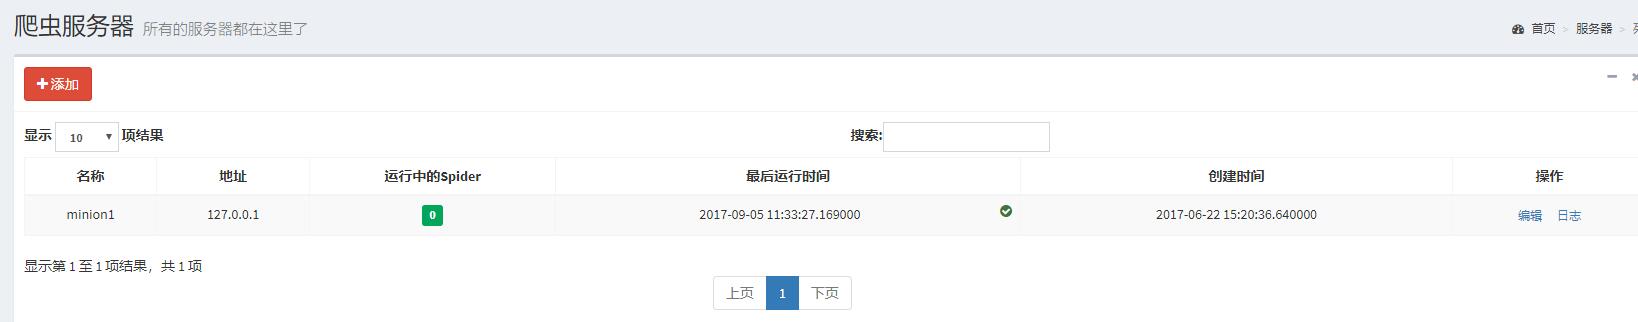 爬虫服务器 所有的服务器都在这里了
首页 > 服务器 >
添加
显示 10 项结果
搜索:
名称 地址 运行中的Spider 最后运行时间 创建时间 操作
minion1 127.0.0.1 0 2017-09-05 11:33:27.169000 2017-06-22 15:20:36.640000 编辑 日志
显示第 1 至 1 项结果，共 1 项
上页 1 下页